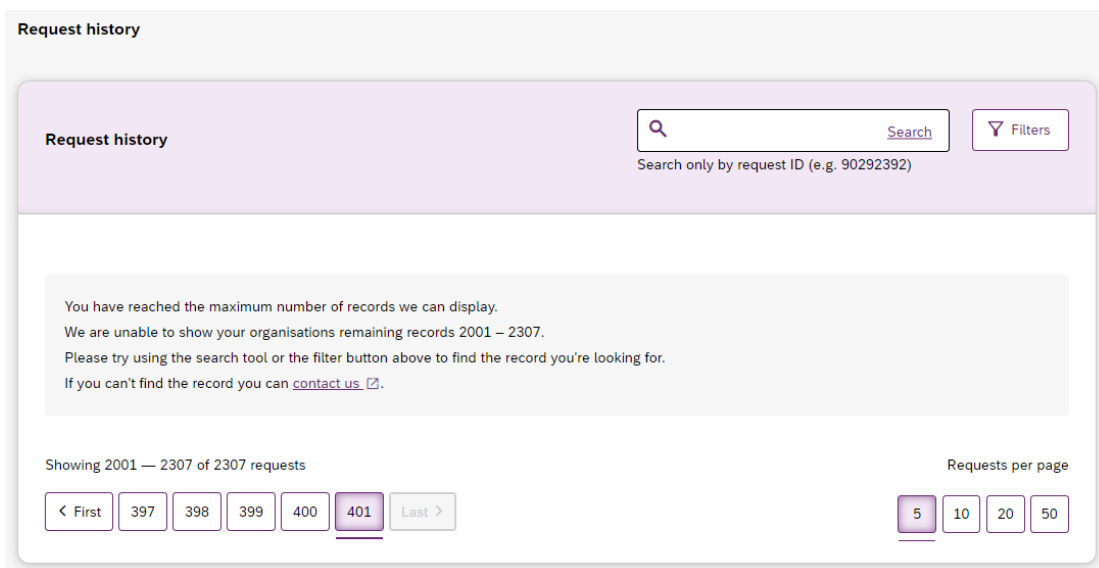 Request history
Request history
Search
Filters
Search only by request ID (e.g. 90292392)
You have reached the maximum number of records we can display.
We are unable to show your organisations remaining records 2001 – 2307.
Please try using the search tool or the filter button above to find the record you're looking for.
If you can't find the record you can contact us.
Showing 2001 — 2307 of 2307 requests
Requests per page
< First 397 398 399 400 401 Last >
5 10 20 50